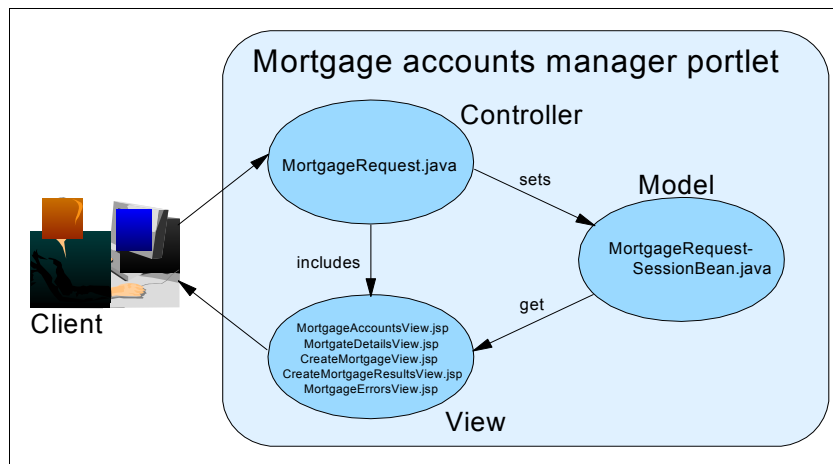 Mortgage accounts manager portlet
Controller
MortgageRequest.java
sets
Model
MortgageRequest-
SessionBean.java
includes
get
Client
MortgageAccountsView.jsp
MortgateDetailsView.jsp
CreateMortgageView.jsp
CreateMortgageResultsView.jsp
MortgageErrorsView.jsp
View